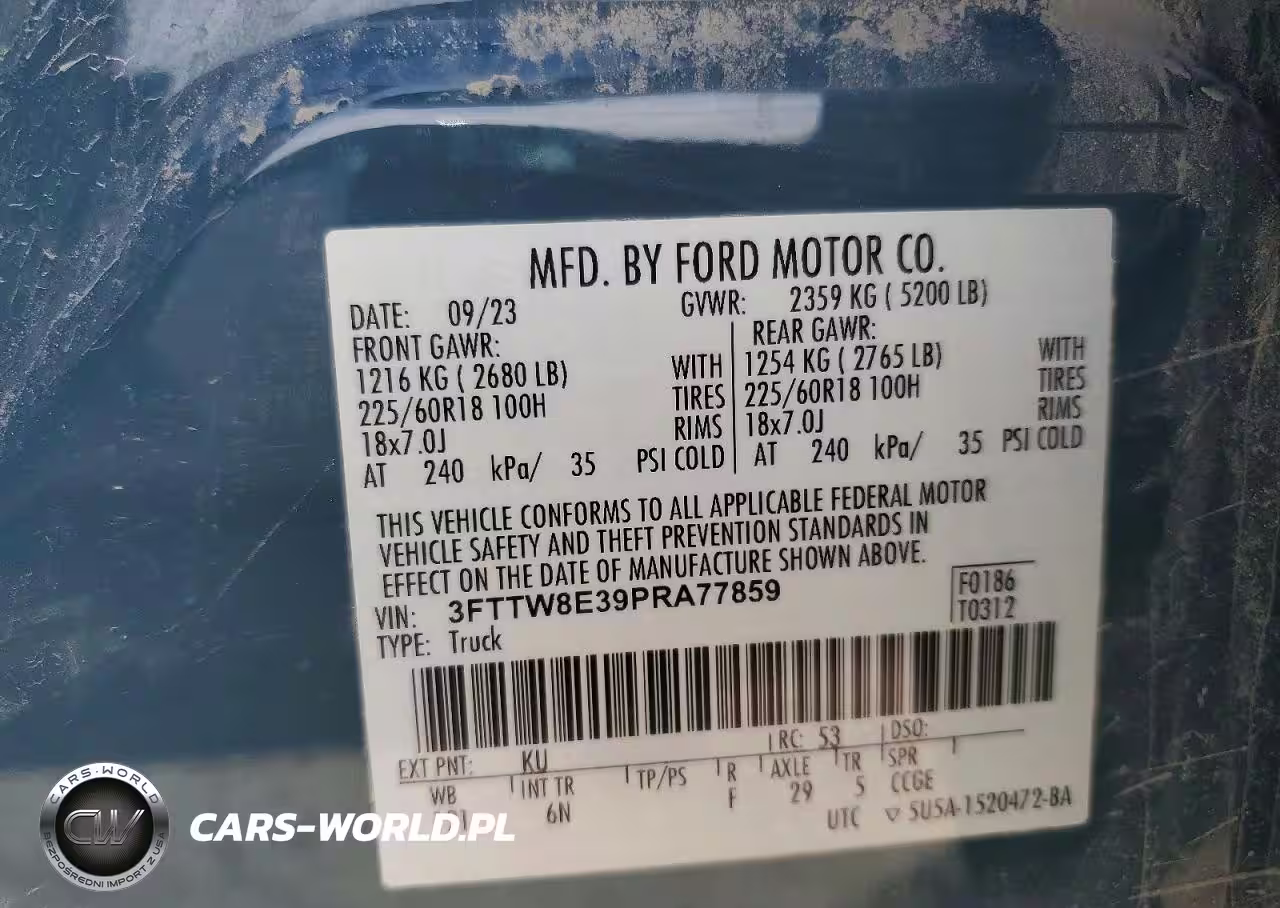 MFD. BY FORD MOTOR CO.
DATE: 09/23 GVWR: 2359 KG ( 5200 LB)
FRONT GAWR: REAR GAWR:
1216 KG ( 2680 LB) WITH 1254 KG ( 2765 LB) WITH
225/60R18 100H TIRES 225/60R18 100H TIRES
18x7.0J RIMS 18x7.0J RIMS
AT 240 kPa/ 35 PSI COLD AT 240 kPa/ 35 PSI COLD
THIS VEHICLE CONFORMS TO ALL APPLICABLE FEDERAL MOTOR
VEHICLE SAFETY AND THEFT PREVENTION STANDARDS IN
EFFECT ON THE DATE OF MANUFACTURE SHOWN ABOVE.
VIN: 3FTTW8E39PRA77859 F0186
T0312
TYPE: Truck
EXT PNT: KU RC: 53 DSO:
WB INT TR TP/PS R AXLE TR SPR
6N F 29 5 CCGE
UTC 5U5A-1520472-BA
CARS-WORLD
CW
BEZPOŚREDNI IMPORT Z USA
CARS-WORLD.PL